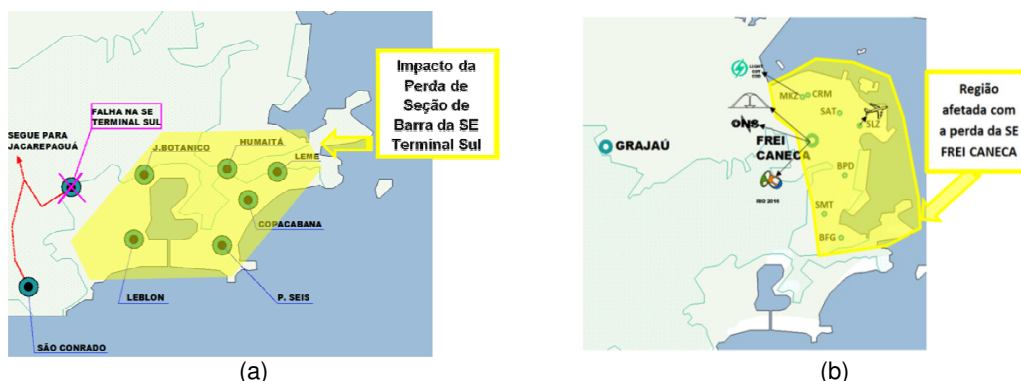 Impacto da
Perda de
Seção de
Barra da SE
Terminal Sul
FALHA NA SE
TERMINAL SUL
SEGUE PARA
JACAREPAGUÁ
J.BOTANICO
HUMAITÁ
LEME
COPACABANA
LEBLON
P. SEIS
SÃO CONRADO
(a)
LIGHT
MKZ
CRM
SAT
SLZ
ONS
FREI
CANECA
GRAJAÚ
BPD
RIO 2016
SMT
BFG
Região
afetada com
a perda da SE
FREI CANECA
(b)